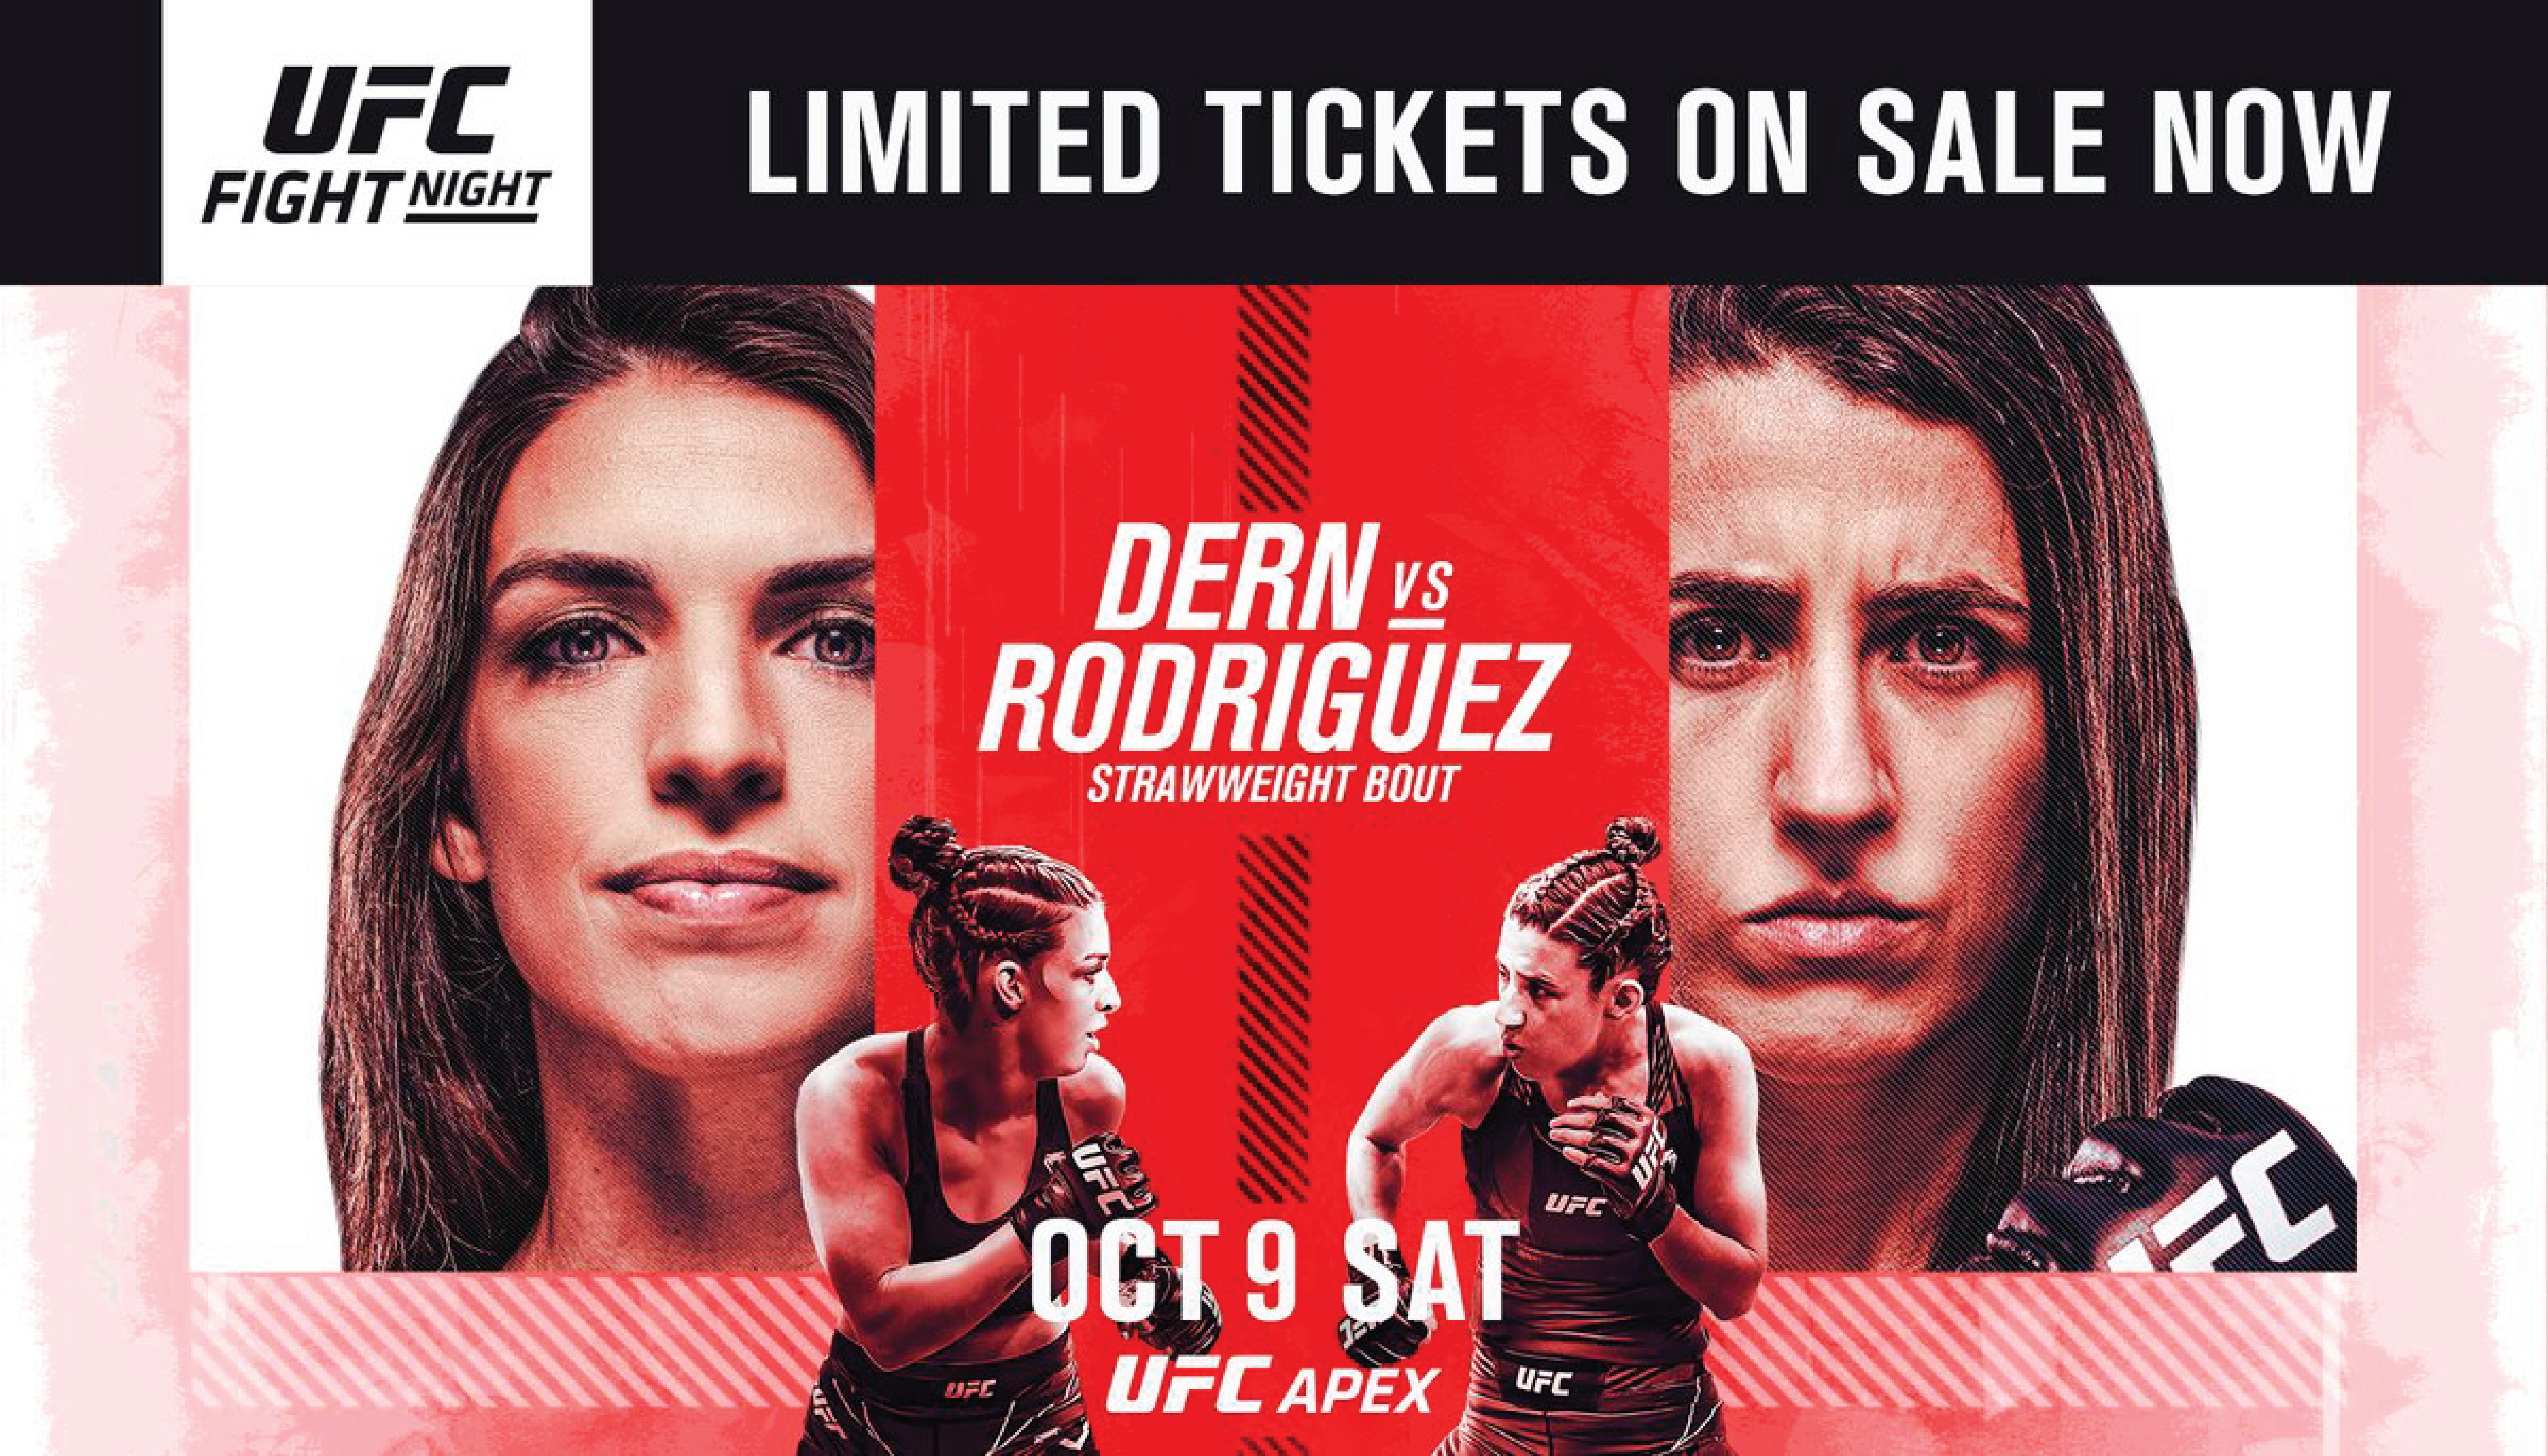 UFC
FIGHT NIGHT
LIMITED TICKETS ON SALE NOW
DERN VS
RODRIGUEZ
STRAWWEIGHT BOUT
UFC
UFC
UFC
UFC
OCT 9 SAT
UFC APEX
UFC
UFC